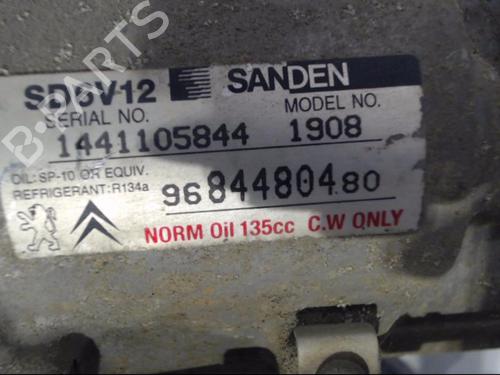 B-PARTS
SD6V12 SANDEN
SERIAL NO. MODEL NO.
1441105844 1908
OIL: SP-10 OR EQUIV.
REFRIGERANT: R134a
9684480480
NORM Oil 135cc C.W ONLY